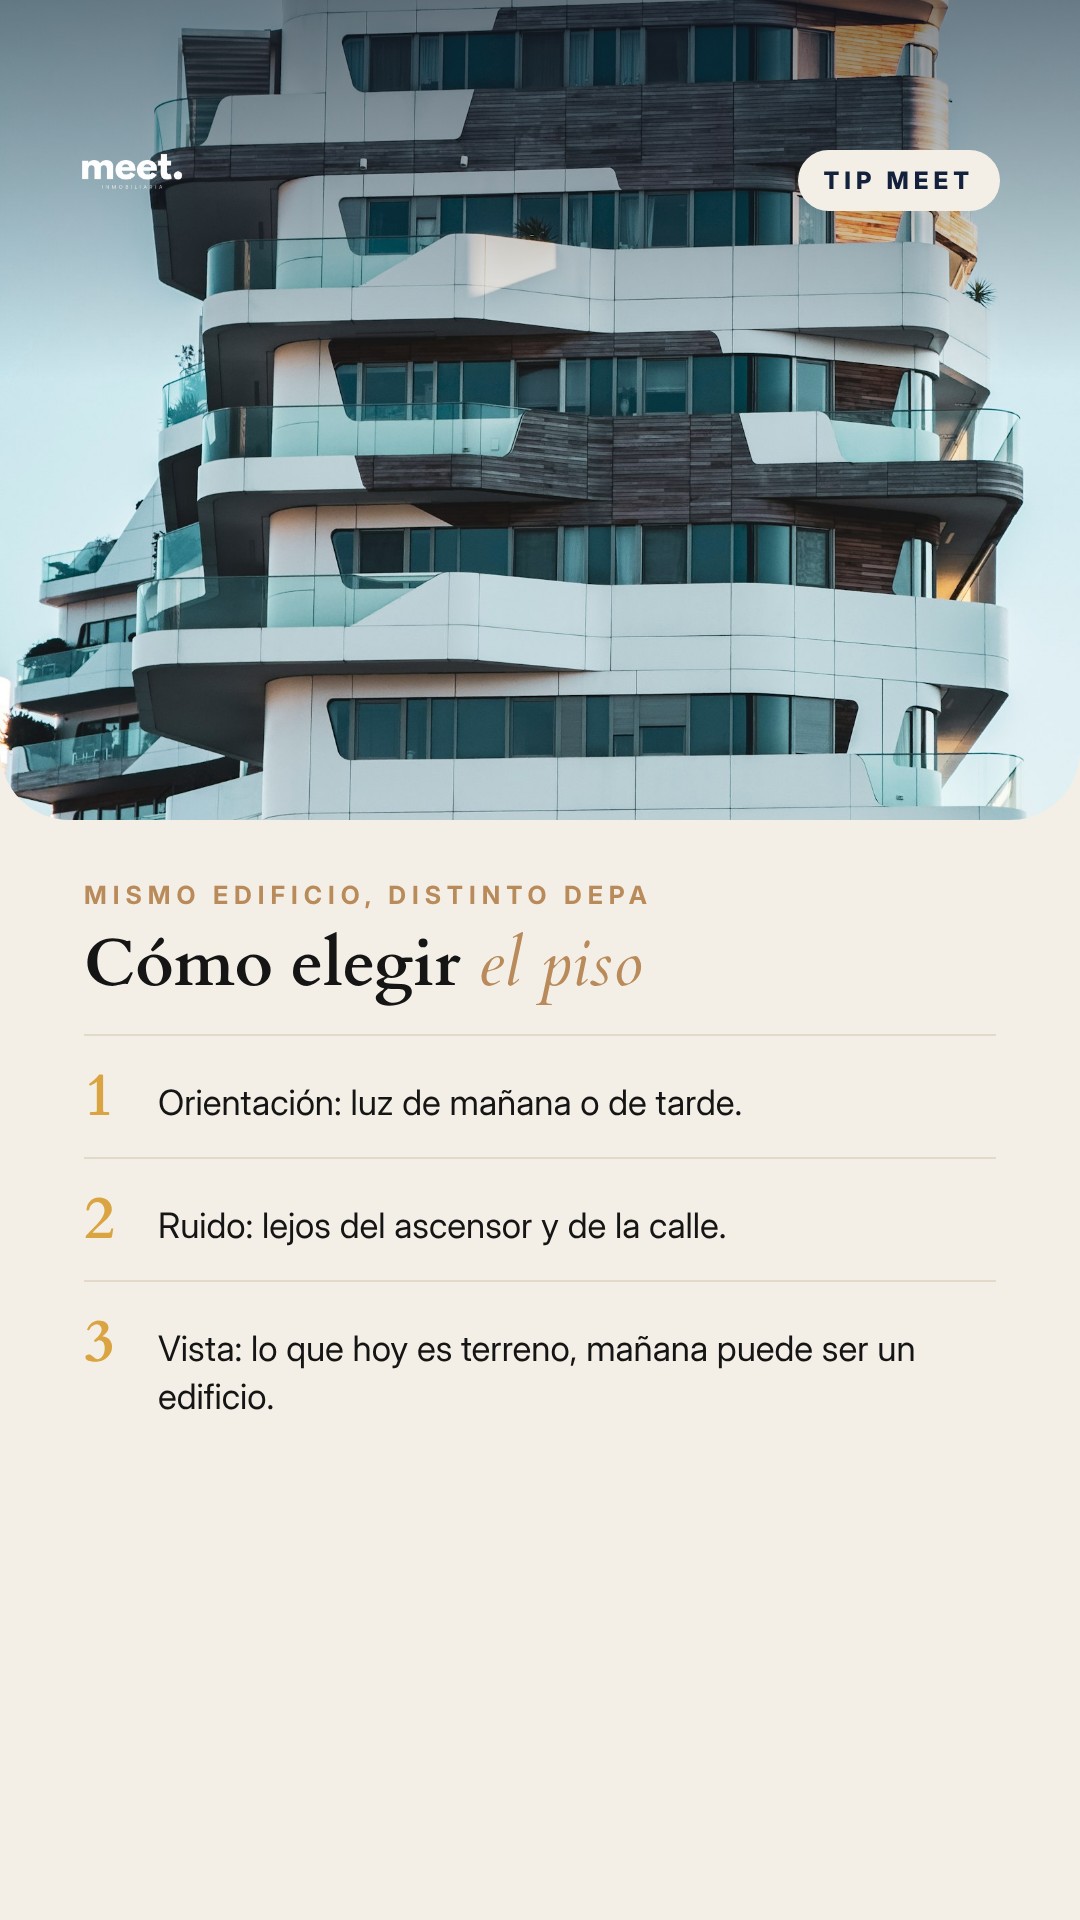 meet.
INMOBILIARIA
TIP MEET
MISMO EDIFICIO, DISTINTO DEPA
Cómo elegir el piso
1 Orientación: luz de mañana o de tarde.
2 Ruido: lejos del ascensor y de la calle.
3 Vista: lo que hoy es terreno, mañana puede ser un
edificio.